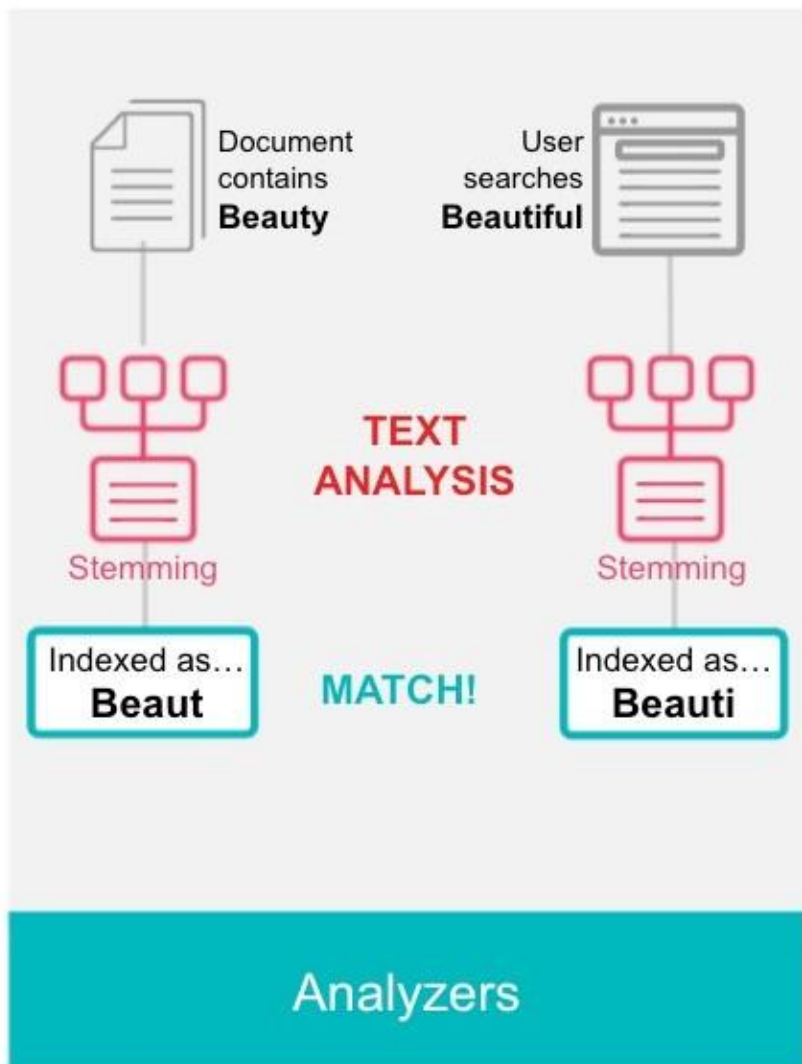 Document
contains
Beauty
User
searches
Beautiful
TEXT
ANALYSIS
Stemming
Stemming
Indexed as…
Beaut
MATCH!
Indexed as…
Beauti
Analyzers